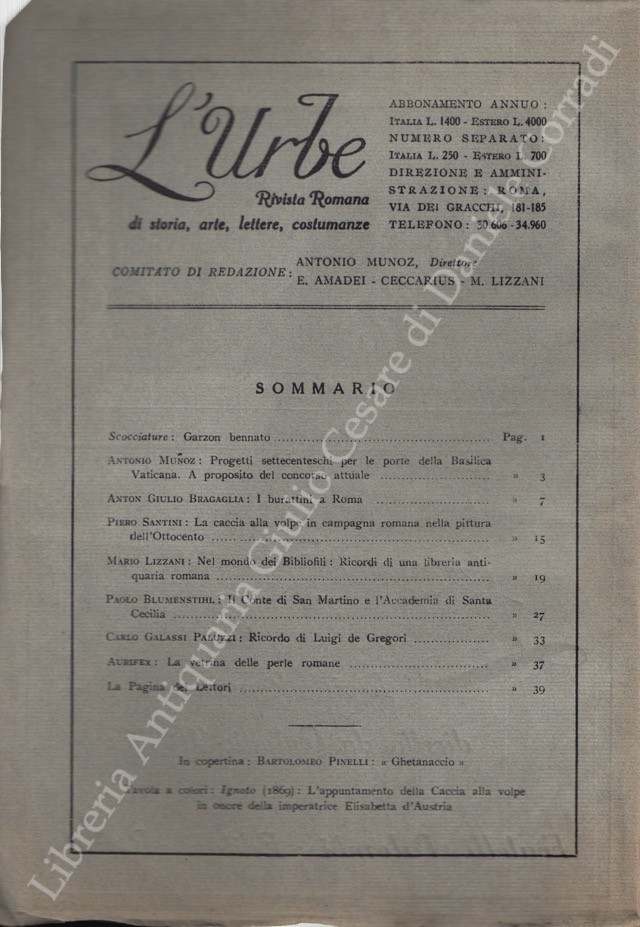 L'Urbe
Rivista Romana
di storia, arte, lettere, costumanze
ABBONAMENTO ANNUO:
ITALIA L. 1400 - ESTERO L. 4000
NUMERO SEPARATO:
ITALIA L. 250 - ESTERO L. 700
DIREZIONE E AMMINI-
STRAZIONE: ROMA,
VIA DEI GRACCHI, 181-185
TELEFONO: 30.606 - 34.960
COMITATO DI REDAZIONE:
ANTONIO MUNOZ, Direttore
E. AMADEI - CECCARIUS - M. LIZZANI
SOMMARIO
Scocciature: Garzon bennato ........ Pag. 1
ANTONIO MUÑOZ: Progetti settecenteschi per le porte della Basilica
Vaticana. A proposito del concorso attuale ........ » 3
ANTON GIULIO BRAGAGLIA: I burattini a Roma ........ » 7
PIERO SANTINI: La caccia alla volpe in campagna romana nella pittura
dell'Ottocento ........ » 15
MARIO LIZZANI: Nel mondo dei Bibliofili: Ricordi di una libreria anti-
quaria romana ........ » 19
PAOLO BLUMENSTIHL: Il Conte di San Martino e l'Accademia di Santa
Cecilia ........ » 27
CARLO GALASSI PALUZZI: Ricordo di Luigi de Gregori ........ » 33
AURIFEX: La vetrina delle perle romane ........ » 37
La Pagina dei Lettori ........ » 39
In copertina: BARTOLOMEO PINELLI: « Ghetanaccio »
Tavola a colori: Ignoto (1869): L'appuntamento della Caccia alla volpe
in onore della imperatrice Elisabetta d'Austria
Libreria Antiquaria Giulio Cesare di Daniele Corradi